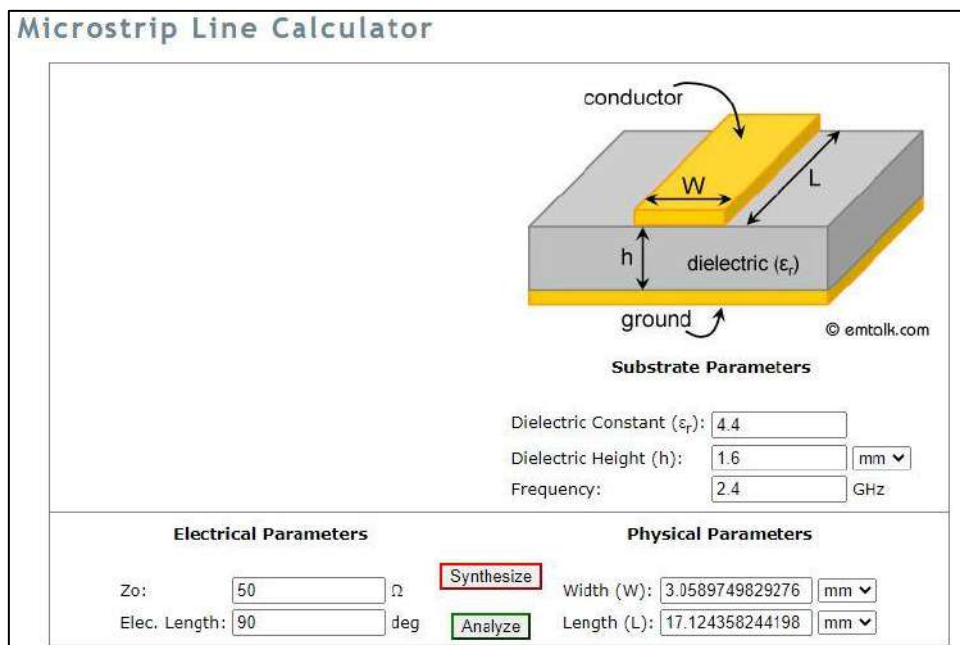 Microstrip Line Calculator
conductor
W
L
h
dielectric (εr)
ground
© emtalk.com
Substrate Parameters
Dielectric Constant (εr): 4.4
Dielectric Height (h): 1.6 mm
Frequency: 2.4 GHz
Electrical Parameters
Physical Parameters
Zo: 50 Ω
Synthesize
Width (W): 3.0589749829276 mm
Elec. Length: 90 deg
Analyze
Length (L): 17.124358244198 mm